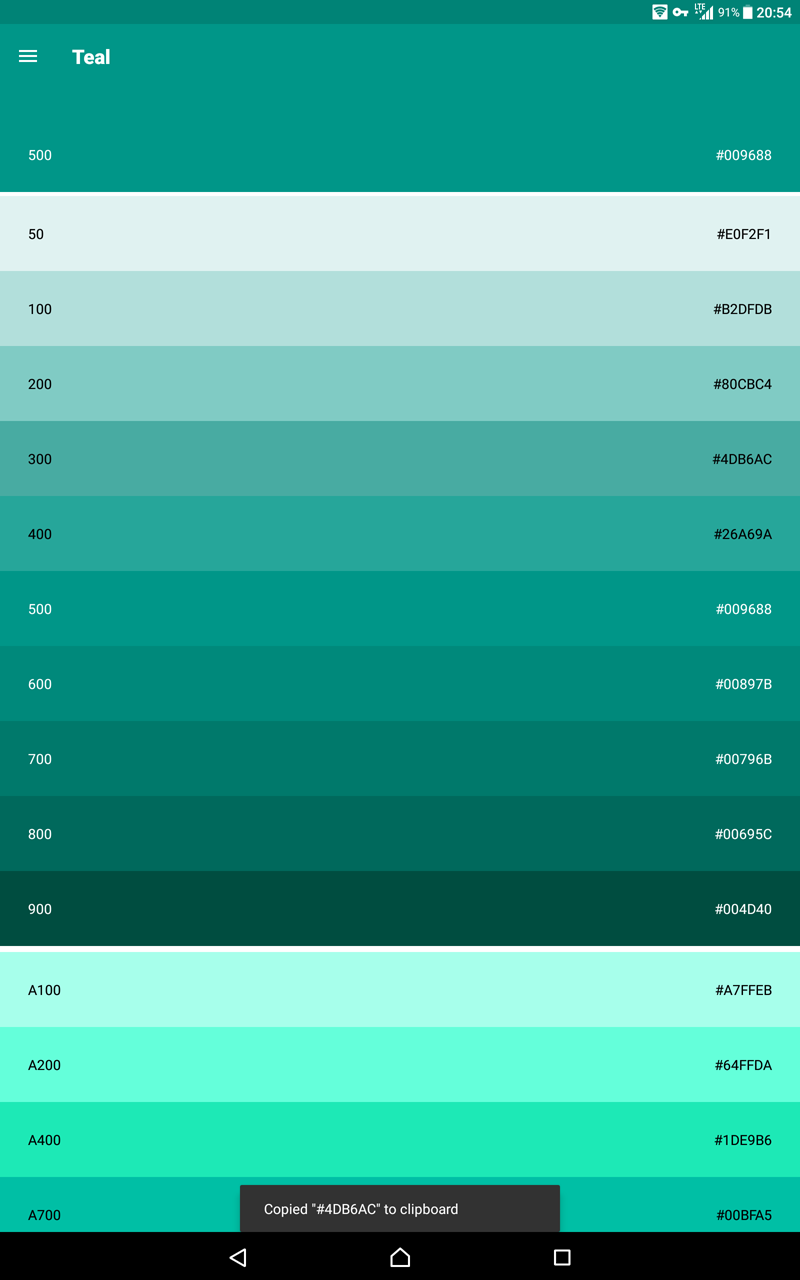 LTE 91% 20:54
Teal
500 #009688
50 #E0F2F1
100 #B2DFDB
200 #80CBC4
300 #4DB6AC
400 #26A69A
500 #009688
600 #00897B
700 #00796B
800 #00695C
900 #004D40
A100 #A7FFEB
A200 #64FFDA
A400 #1DE9B6
A700 #00BFA5
Copied "#4DB6AC" to clipboard